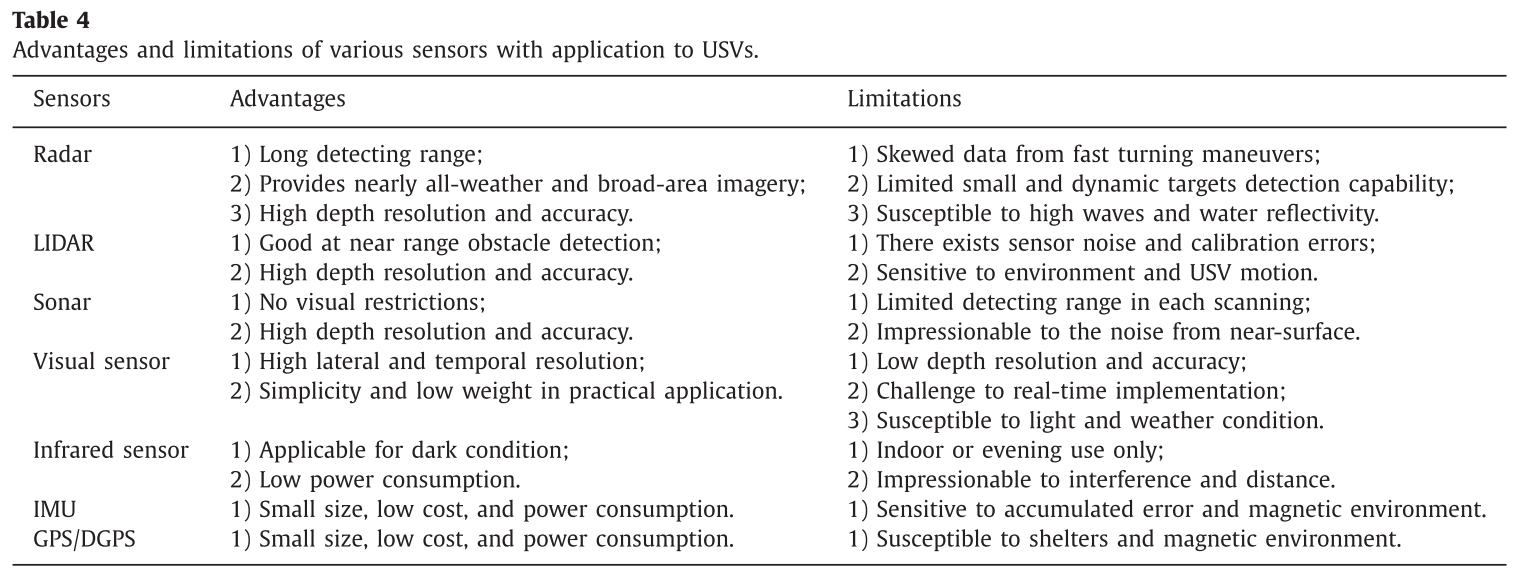 Table 4
Advantages and limitations of various sensors with application to USVs.
Sensors Advantages Limitations
Radar 1) Long detecting range; 1) Skewed data from fast turning maneuvers;
2) Provides nearly all-weather and broad-area imagery; 2) Limited small and dynamic targets detection capability;
3) High depth resolution and accuracy. 3) Susceptible to high waves and water reflectivity.
LIDAR 1) Good at near range obstacle detection; 1) There exists sensor noise and calibration errors;
2) High depth resolution and accuracy. 2) Sensitive to environment and USV motion.
Sonar 1) No visual restrictions; 1) Limited detecting range in each scanning;
2) High depth resolution and accuracy. 2) Impressionable to the noise from near-surface.
Visual sensor 1) High lateral and temporal resolution; 1) Low depth resolution and accuracy;
2) Simplicity and low weight in practical application. 2) Challenge to real-time implementation;
3) Susceptible to light and weather condition.
Infrared sensor 1) Applicable for dark condition; 1) Indoor or evening use only;
2) Low power consumption. 2) Impressionable to interference and distance.
IMU 1) Small size, low cost, and power consumption. 1) Sensitive to accumulated error and magnetic environment.
GPS/DGPS 1) Small size, low cost, and power consumption. 1) Susceptible to shelters and magnetic environment.